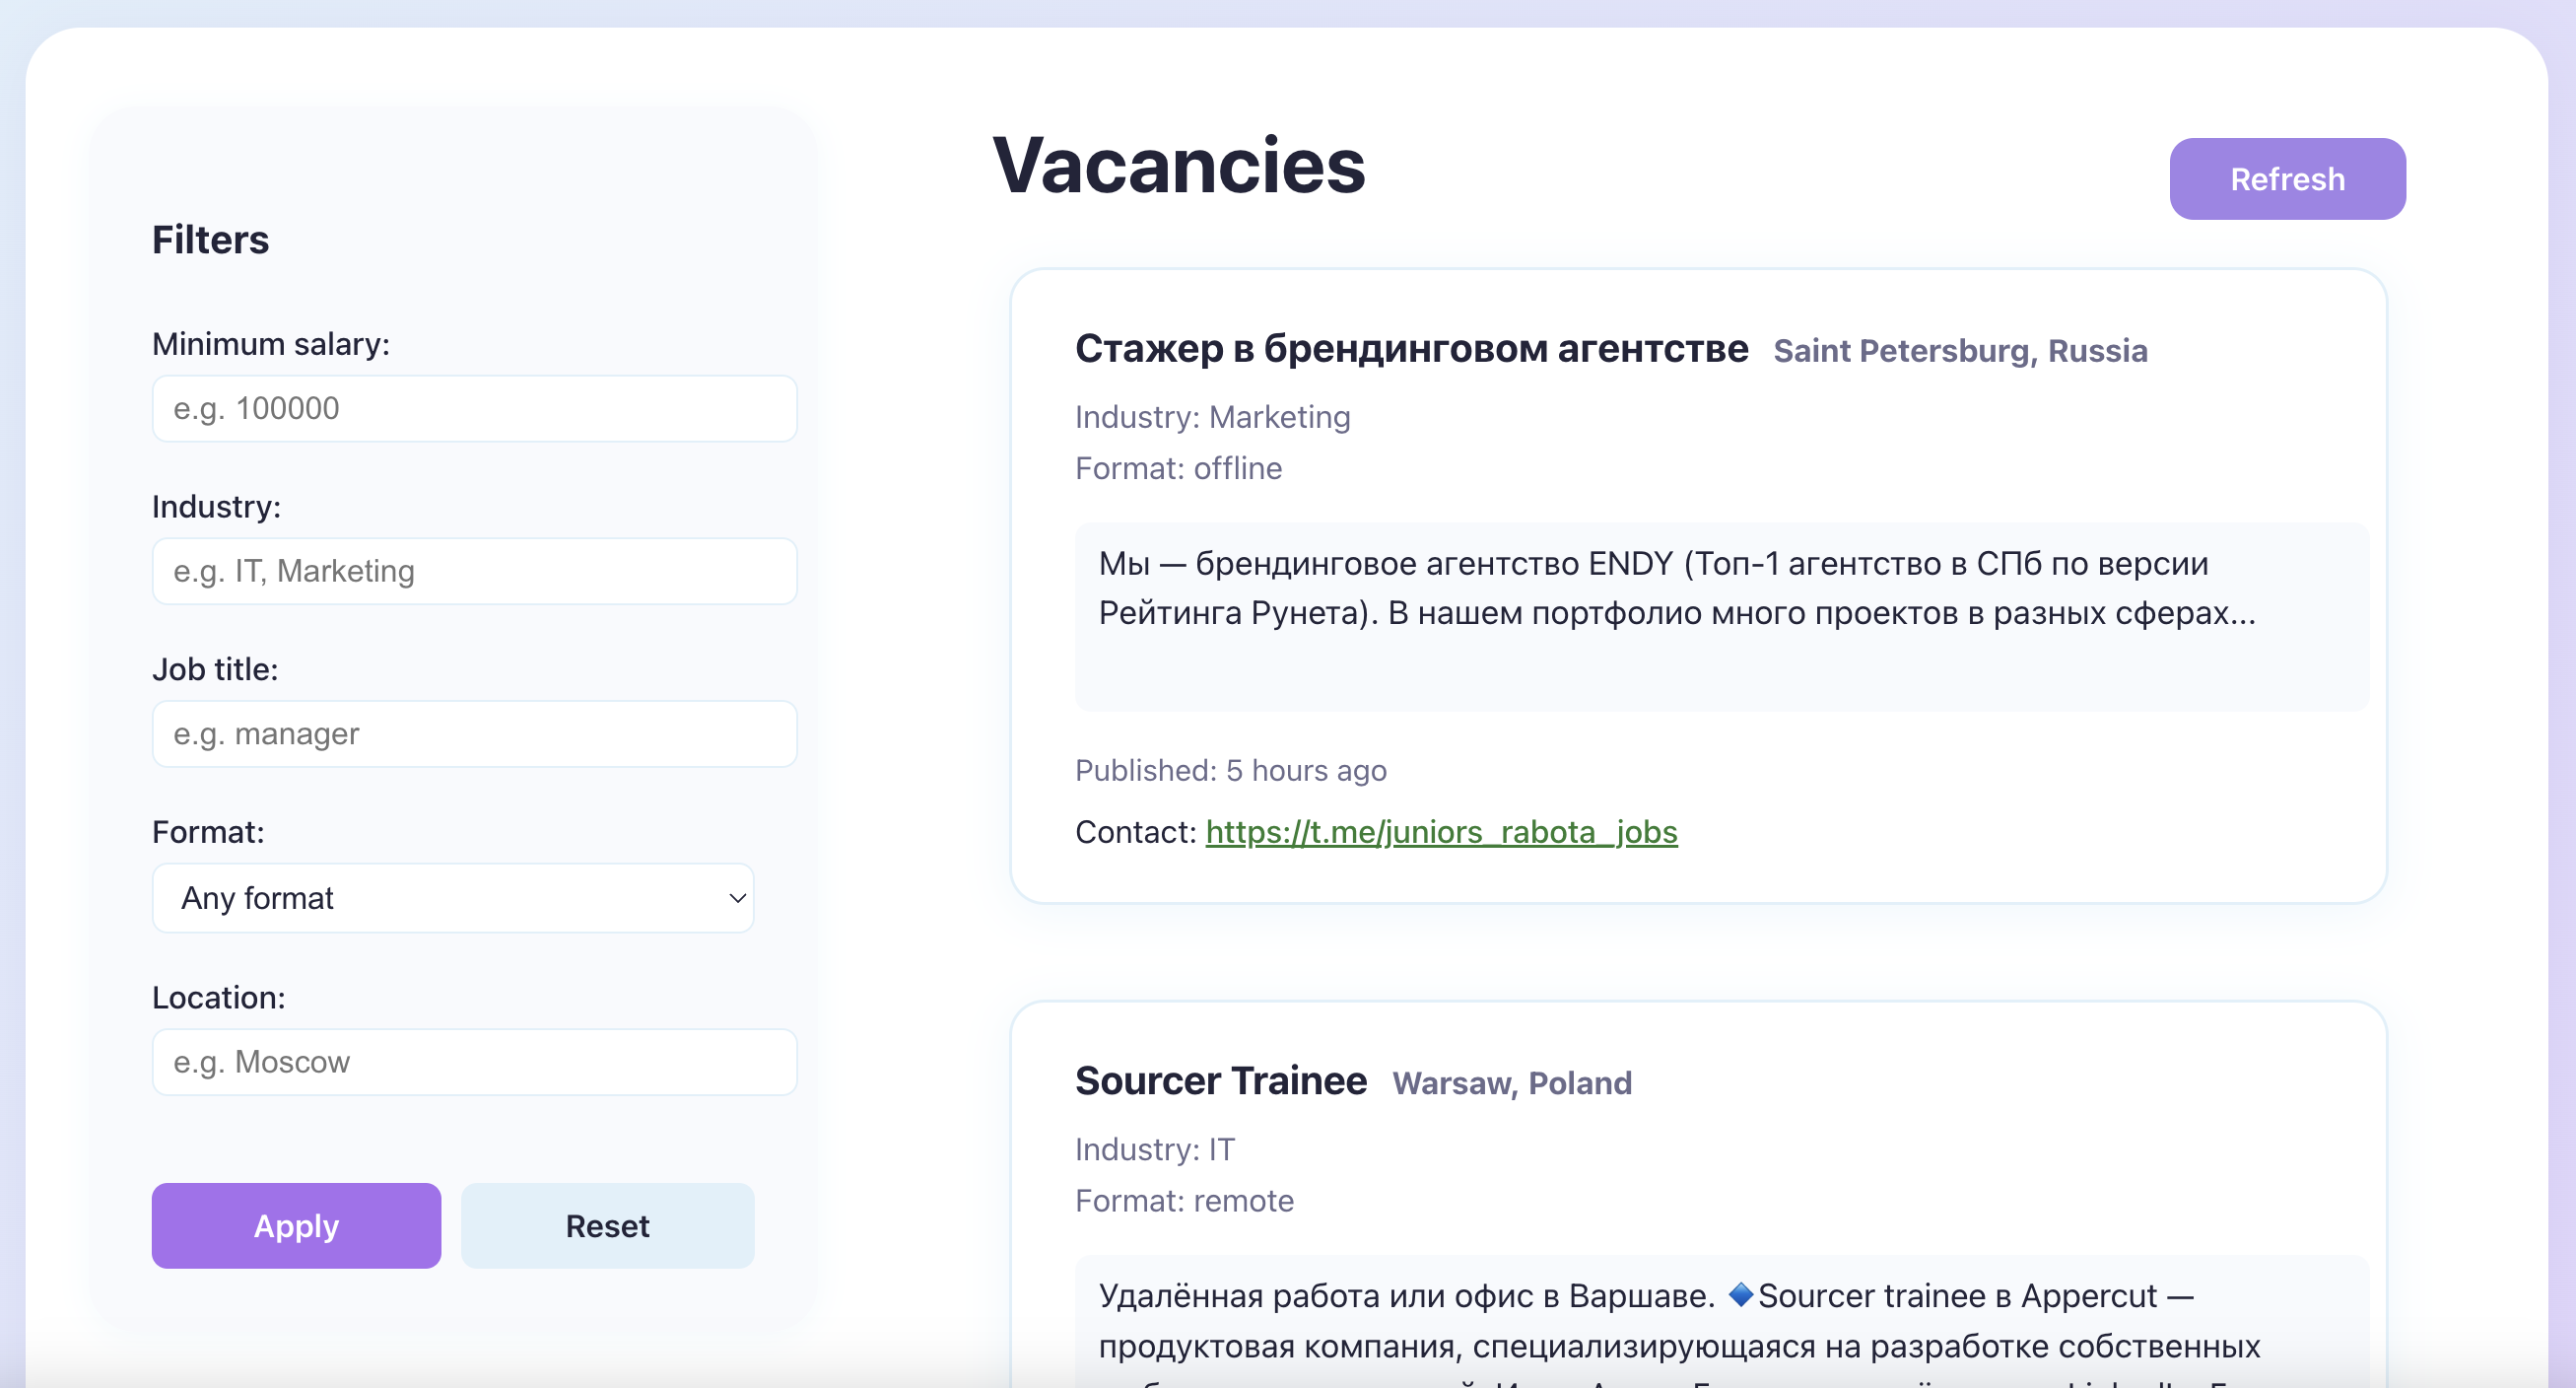 Filters
Minimum salary:
e.g. 100000
Industry:
e.g. IT, Marketing
Job title:
e.g. manager
Format:
Any format
Location:
e.g. Moscow
Apply
Reset
Vacancies
Refresh
Стажер в брендинговом агентстве Saint Petersburg, Russia
Industry: Marketing
Format: offline
Мы — брендинговое агентство ENDY (Топ-1 агентство в СПб по версии
Рейтинга Рунета). В нашем портфолио много проектов в разных сферах...
Published: 5 hours ago
Contact: https://t.me/juniors_rabota_jobs
Sourcer Trainee Warsaw, Poland
Industry: IT
Format: remote
Удалённая работа или офис в Варшаве. 🔷Sourcer trainee в Appercut —
продуктовая компания, специализирующаяся на разработке собственных